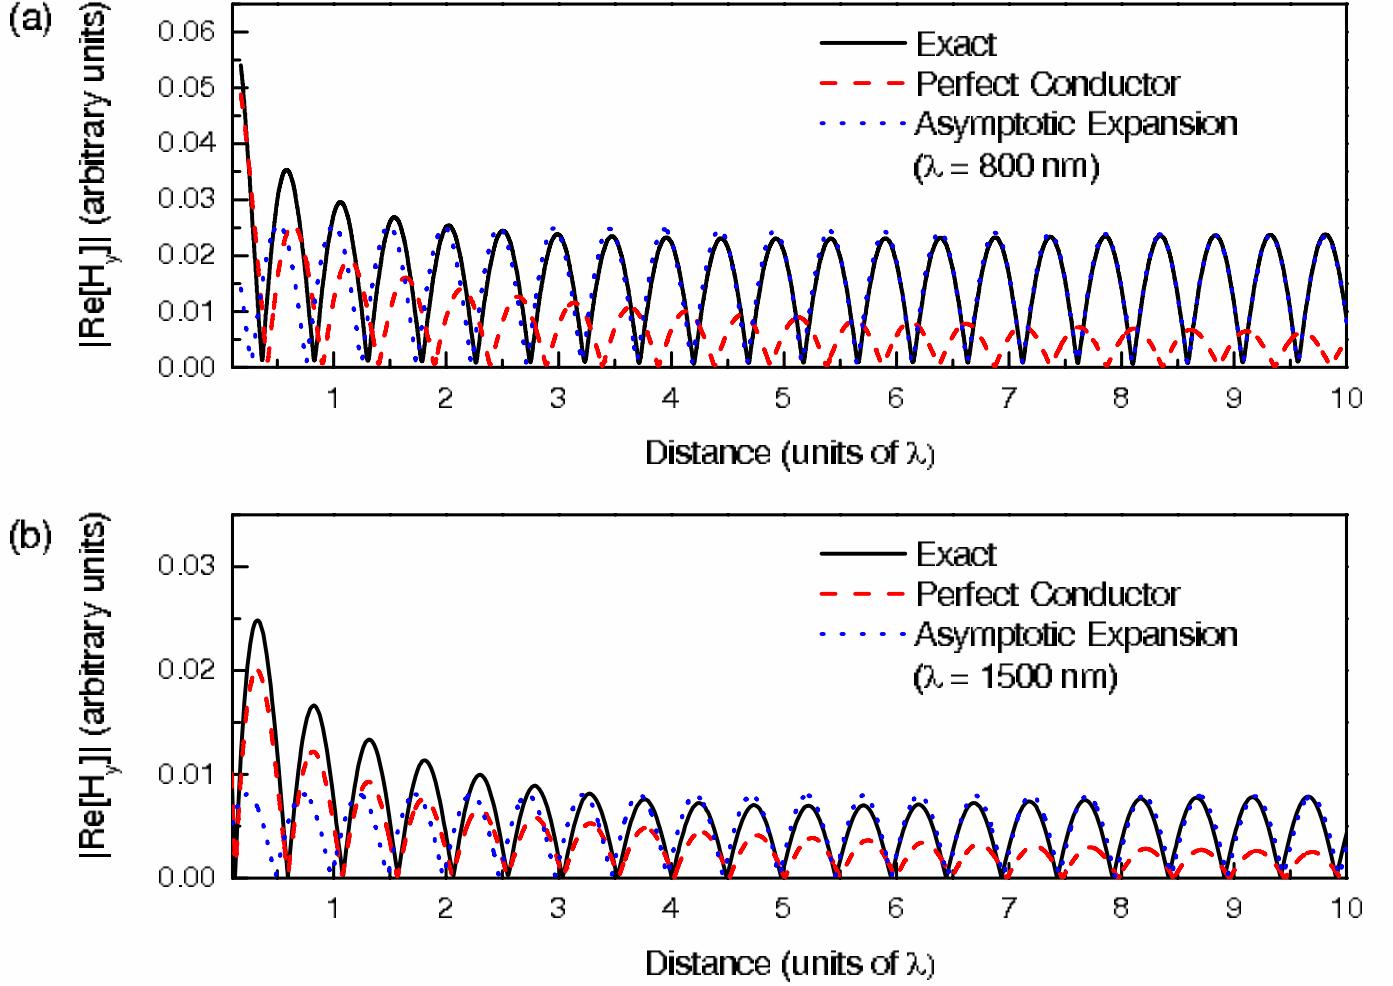 (a)
|Re[Hy]| (arbitrary units)
0.06
0.05
0.04
0.03
0.02
0.01
0.00
Exact
Perfect Conductor
Asymptotic Expansion
(λ = 800 nm)
1 2 3 4 5 6 7 8 9 10
Distance (units of λ)
(b)
|Re[Hy]| (arbitrary units)
0.03
0.02
0.01
0.00
Exact
Perfect Conductor
Asymptotic Expansion
(λ = 1500 nm)
1 2 3 4 5 6 7 8 9 10
Distance (units of λ)